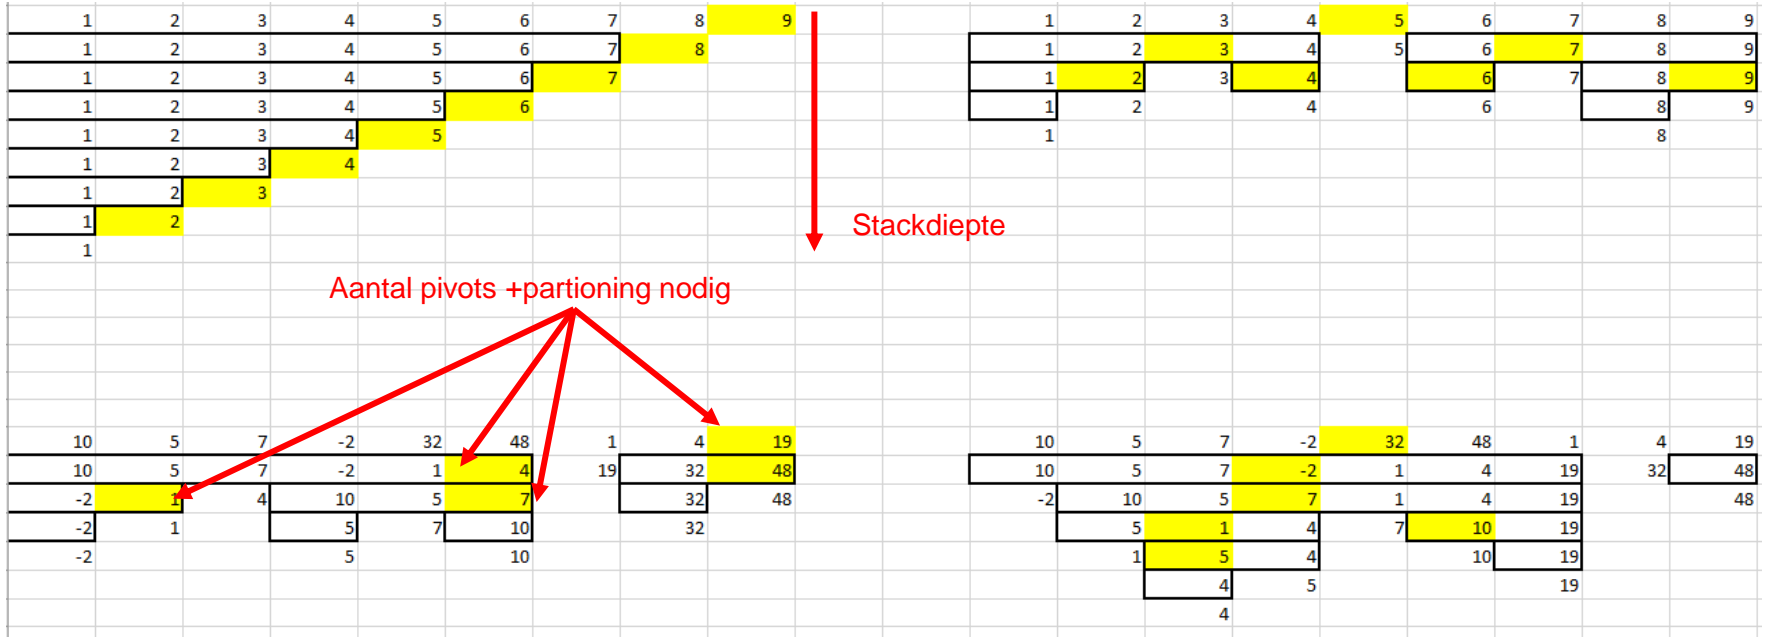 1 2 3 4 5 6 7 8 9
1 2 3 4 5 6 7 8
1 2 3 4 5 6 7
1 2 3 4 5 6
1 2 3 4 5
1 2 3 4
1 2 3
1 2
1
1 2 3 4 5 6 7 8 9
1 2 3 4 5 6 7 8 9
1 2 3 4 6 7 8 9
1 2 4 6 8 9
1 8
Stackdiepte
Aantal pivots +partioning nodig
10 5 7 -2 32 48 1 4 19
10 5 7 -2 1 4 19 32 48
-2 1 4 10 5 7 32 48
-2 1 5 7 10 32
-2 5 10
10 5 7 -2 32 48 1 4 19
10 5 7 -2 1 4 19 32 48
-2 10 5 7 1 4 19 48
5 1 4 7 10 19
1 5 4 10 19
4 5 19
4